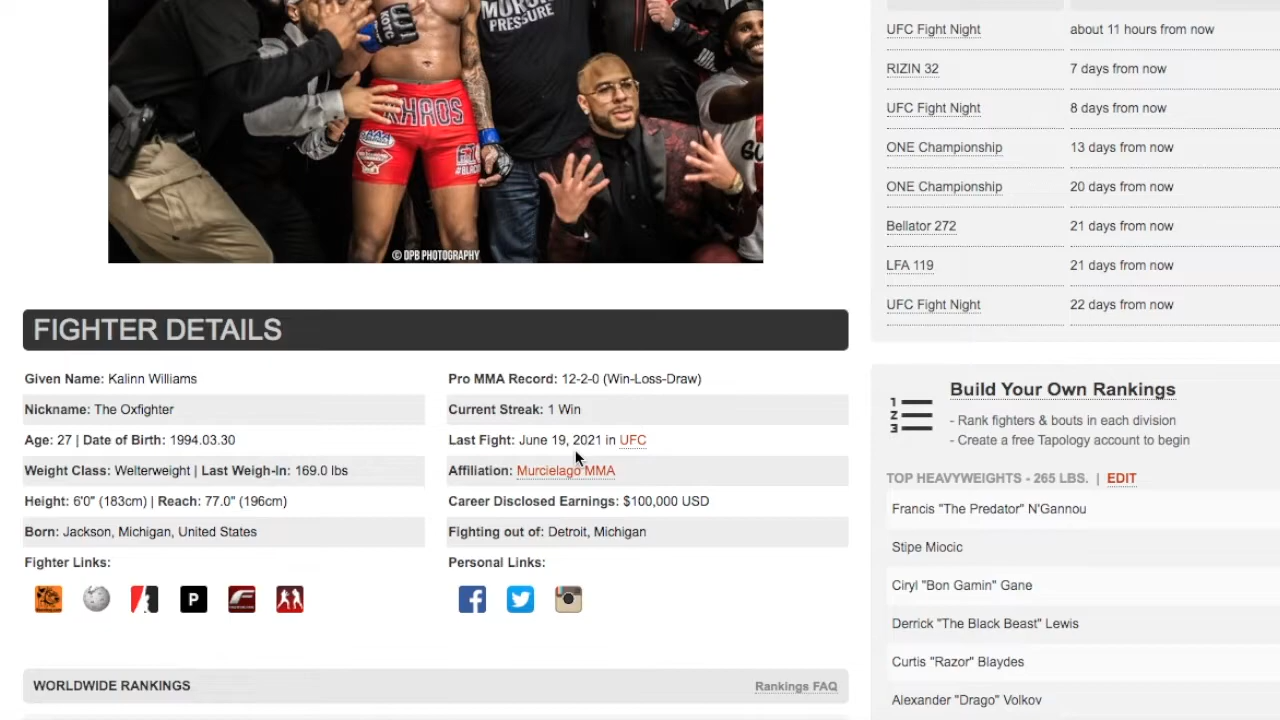 MURSH
PRESSURE
KHAOS
© DPB PHOTOGRAPHY
FIGHTER DETAILS
Given Name: Kalinn Williams
Nickname: The Oxfighter
Age: 27 | Date of Birth: 1994.03.30
Weight Class: Welterweight | Last Weigh-In: 169.0 lbs
Height: 6'0" (183cm) | Reach: 77.0" (196cm)
Born: Jackson, Michigan, United States
Fighter Links:
P
Pro MMA Record: 12-2-0 (Win-Loss-Draw)
Current Streak: 1 Win
Last Fight: June 19, 2021 in UFC
Affiliation: Murcielago MMA
Career Disclosed Earnings: $100,000 USD
Fighting out of: Detroit, Michigan
Personal Links:
WORLDWIDE RANKINGS
Rankings FAQ
UFC Fight Night about 11 hours from now
RIZIN 32 7 days from now
UFC Fight Night 8 days from now
ONE Championship 13 days from now
ONE Championship 20 days from now
Bellator 272 21 days from now
LFA 119 21 days from now
UFC Fight Night 22 days from now
1
2
3
Build Your Own Rankings
- Rank fighters & bouts in each division
- Create a free Tapology account to begin
TOP HEAVYWEIGHTS - 265 LBS. | EDIT
Francis "The Predator" N'Gannou
Stipe Miocic
Ciryl "Bon Gamin" Gane
Derrick "The Black Beast" Lewis
Curtis "Razor" Blaydes
Alexander "Drago" Volkov